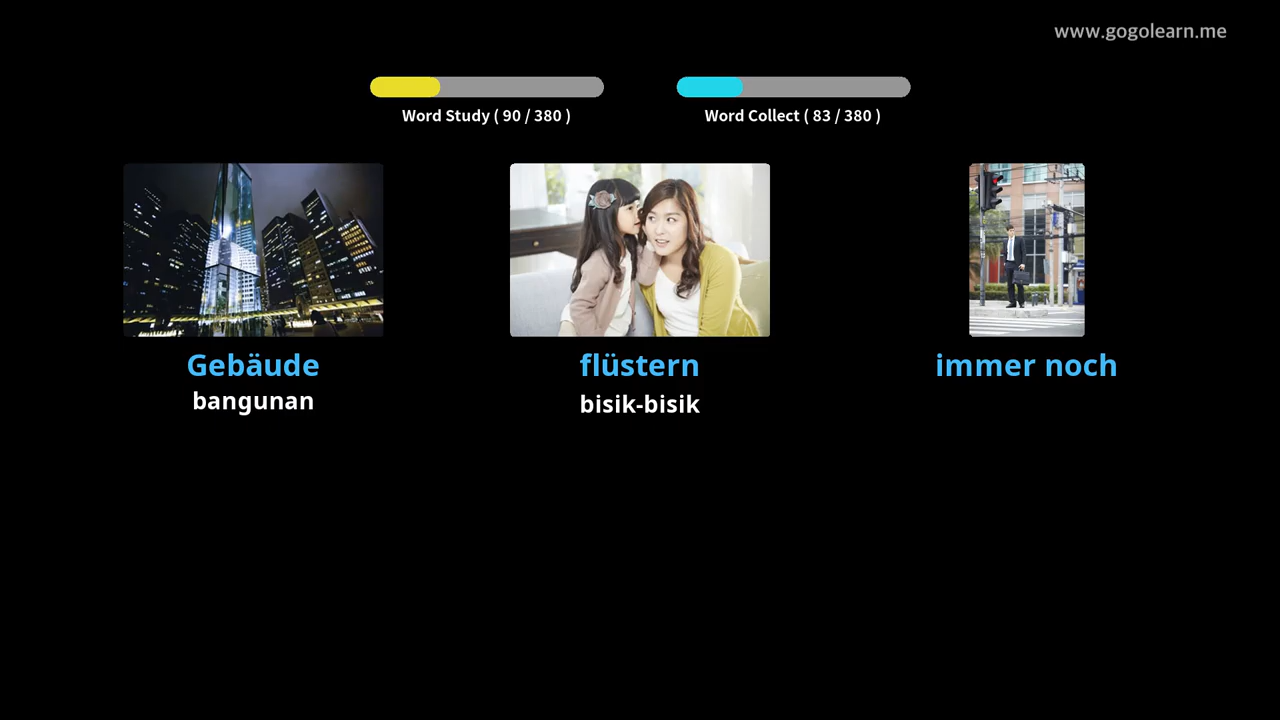 www.gogolearn.me
Word Study ( 90 / 380 )
Word Collect ( 83 / 380 )
Gebäude
flüstern
immer noch
bangunan
bisik-bisik